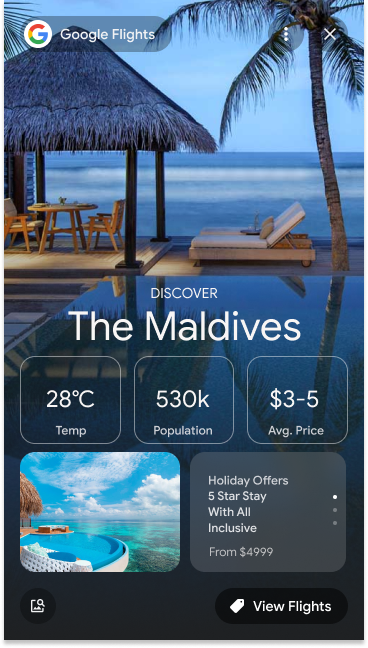 Google Flights
DISCOVER
The Maldives
28°C
Temp
530k
Population
$3-5
Avg. Price
Holiday Offers
5 Star Stay
With All
Inclusive
From $4999
View Flights